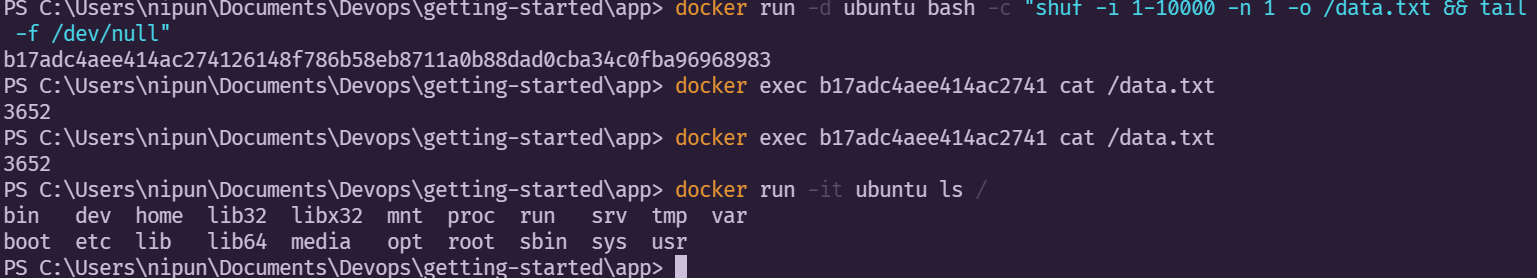 PS C:\Users\nipun\Documents\Devops\getting-started\app> docker run -d ubuntu bash -c "shuf -i 1-10000 -n 1 -o /data.txt && tail
 -f /dev/null"
b17adc4aee414ac274126148f786b58eb8711a0b88dad0cba34c0fba96968983
PS C:\Users\nipun\Documents\Devops\getting-started\app> docker exec b17adc4aee414ac2741 cat /data.txt
3652
PS C:\Users\nipun\Documents\Devops\getting-started\app> docker exec b17adc4aee414ac2741 cat /data.txt
3652
PS C:\Users\nipun\Documents\Devops\getting-started\app> docker run -it ubuntu ls /
bin   dev  home  lib32  libx32  mnt  proc  run   srv  tmp  var
boot  etc  lib   lib64  media   opt  root  sbin  sys  usr
PS C:\Users\nipun\Documents\Devops\getting-started\app>